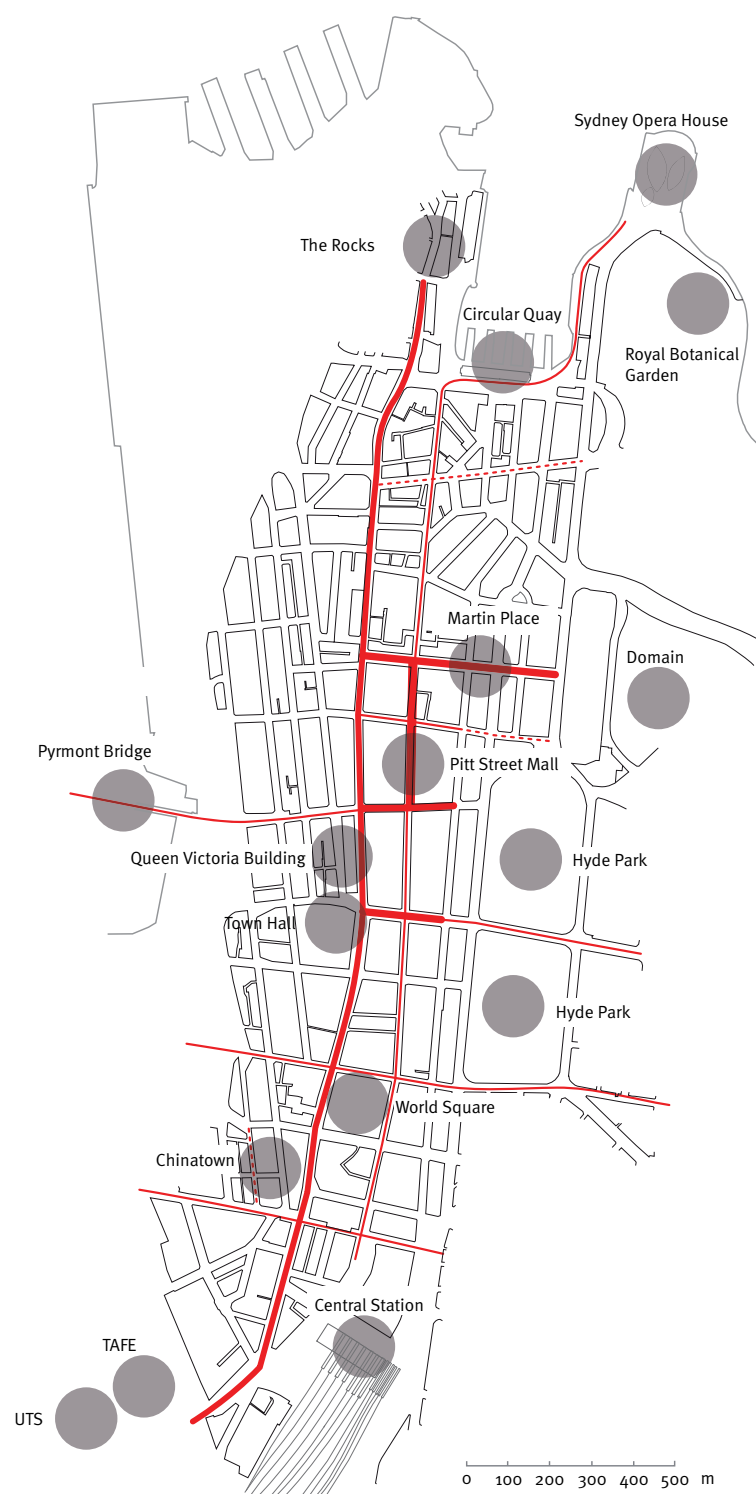 Sydney Opera House
The Rocks
Circular Quay
Royal Botanical
Garden
Martin Place
Domain
Pyrmont Bridge
Pitt Street Mall
Queen Victoria Building
Hyde Park
Town Hall
Hyde Park
World Square
Chinatown
Central Station
TAFE
UTS
0 100 200 300 400 500 m